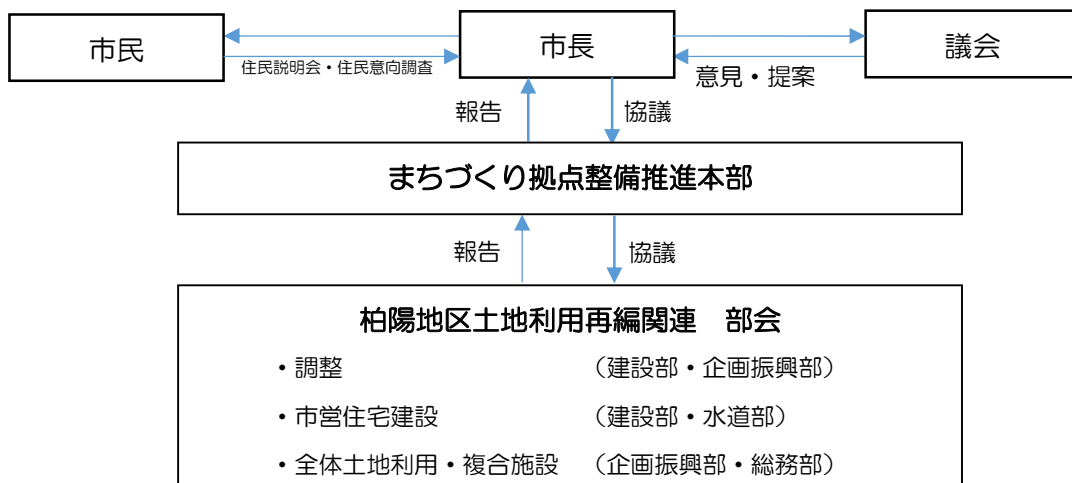 市民
市長
議会
住民説明会・住民意向調査
意見・提案
報告
協議
まちづくり拠点整備推進本部
報告
協議
柏陽地区土地利用再編関連　部会
・調整　（建設部・企画振興部）
・市営住宅建設　（建設部・水道部）
・全体土地利用・複合施設　（企画振興部・総務部）